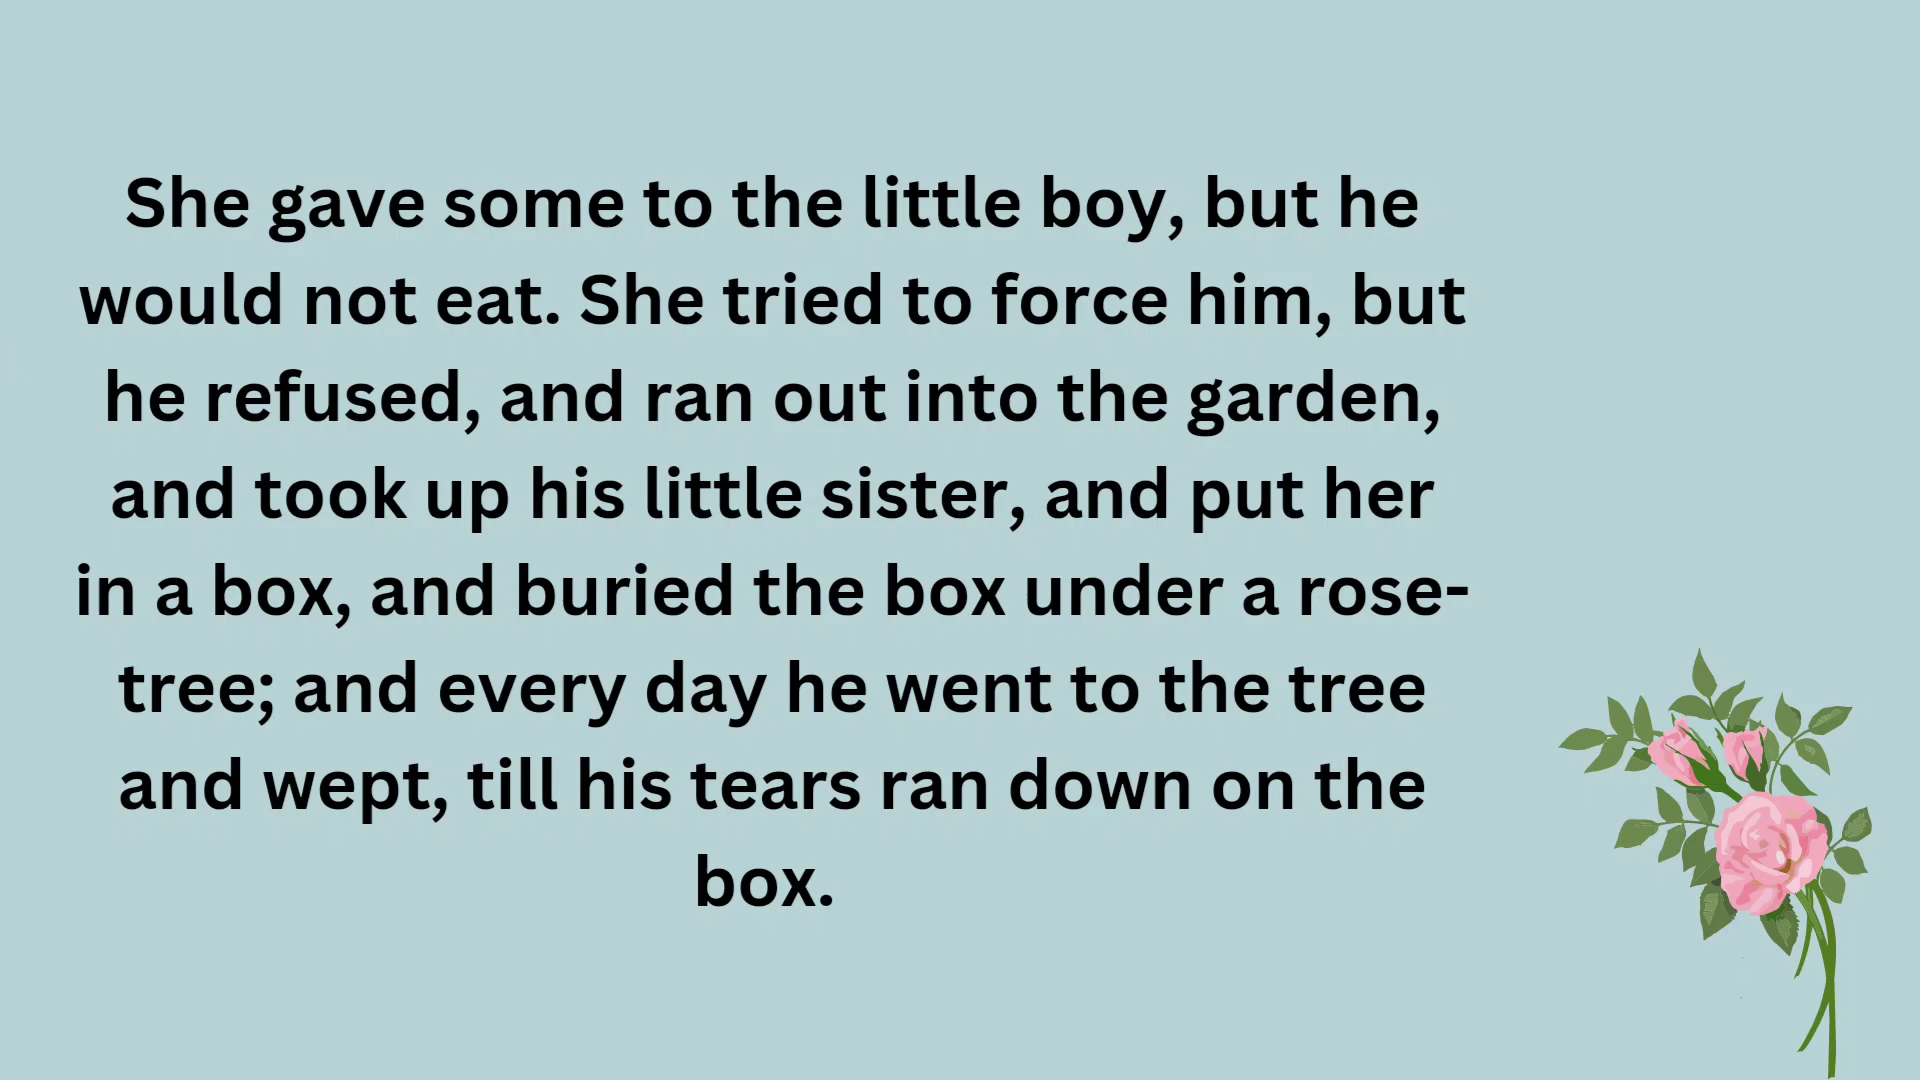 She gave some to the little boy, but he
would not eat. She tried to force him, but
he refused, and ran out into the garden,
and took up his little sister, and put her
in a box, and buried the box under a rose-
tree; and every day he went to the tree
and wept, till his tears ran down on the
box.